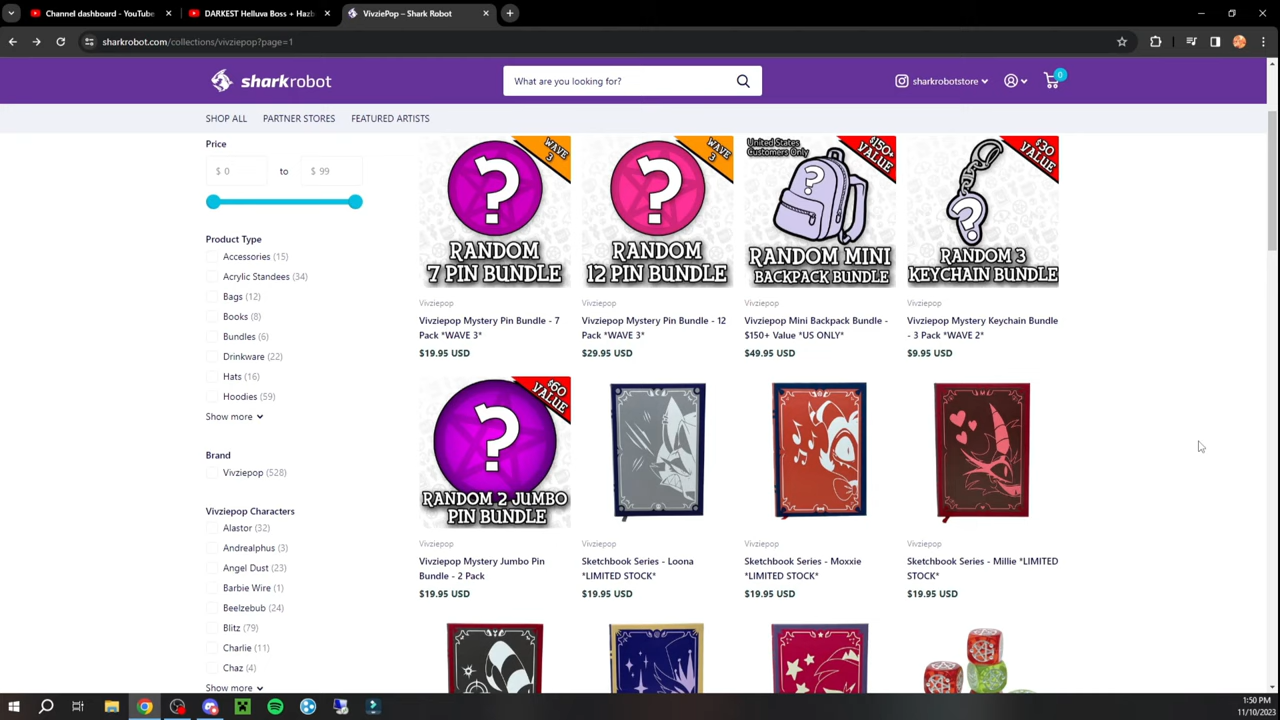 Channel dashboard - YouTube
DARKEST Helluva Boss + Hazb
VivziePop – Shark Robot
sharkrobot.com/collections/vivziepop?page=1
sharkrobot
What are you looking for?
sharkrobotstore
0
SHOP ALL
PARTNER STORES
FEATURED ARTISTS
Price
$ 0
to
$ 99
Product Type
Accessories (15)
Acrylic Standees (34)
Bags (12)
Books (8)
Bundles (6)
Drinkware (22)
Hats (16)
Hoodies (59)
Show more
Brand
Vivziepop (528)
Vivziepop Characters
Alastor (32)
Andrealphus (3)
Angel Dust (23)
Barbie Wire (1)
Beelzebub (24)
Blitz (79)
Charlie (11)
Chaz (4)
Show more
WAVE 3
?
RANDOM
7 PIN BUNDLE
Vivziepop
Vivziepop Mystery Pin Bundle - 7
Pack *WAVE 3*
$19.95 USD
WAVE 3
?
RANDOM
12 PIN BUNDLE
Vivziepop
Vivziepop Mystery Pin Bundle - 12
Pack *WAVE 3*
$29.95 USD
United States
Customers Only
$150+ VALUE
?
RANDOM MINI
BACKPACK BUNDLE
Vivziepop
Vivziepop Mini Backpack Bundle -
$150+ Value *US ONLY*
$49.95 USD
$30 VALUE
?
RANDOM 3
KEYCHAIN BUNDLE
Vivziepop
Vivziepop Mystery Keychain Bundle
- 3 Pack *WAVE 2*
$9.95 USD
$60 VALUE
?
RANDOM 2 JUMBO
PIN BUNDLE
Vivziepop
Vivziepop Mystery Jumbo Pin
Bundle - 2 Pack
$19.95 USD
Vivziepop
Sketchbook Series - Loona
*LIMITED STOCK*
$19.95 USD
Vivziepop
Sketchbook Series - Moxxie
*LIMITED STOCK*
$19.95 USD
Vivziepop
Sketchbook Series - Millie *LIMITED
STOCK*
$19.95 USD
1:50 PM
11/10/2023